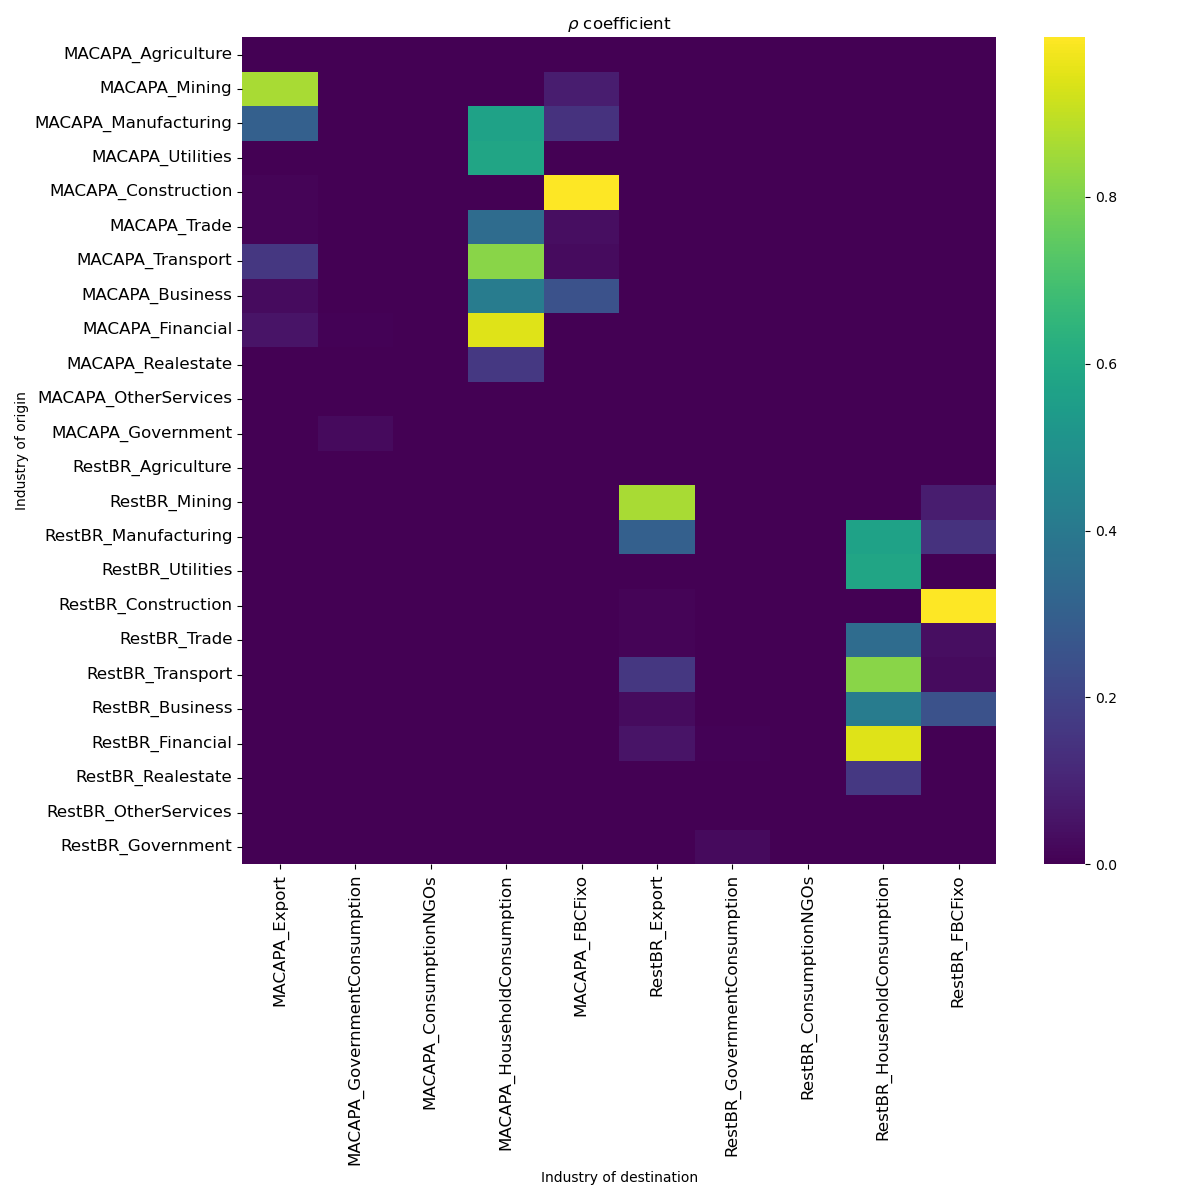 ρ coefficient
MACAPA_Agriculture
MACAPA_Mining
MACAPA_Manufacturing
MACAPA_Utilities
MACAPA_Construction
MACAPA_Trade
MACAPA_Transport
MACAPA_Business
MACAPA_Financial
MACAPA_Realestate
MACAPA_OtherServices
MACAPA_Government
RestBR_Agriculture
RestBR_Mining
RestBR_Manufacturing
RestBR_Utilities
RestBR_Construction
RestBR_Trade
RestBR_Transport
RestBR_Business
RestBR_Financial
RestBR_Realestate
RestBR_OtherServices
RestBR_Government
Industry of origin
MACAPA_Export
MACAPA_GovernmentConsumption
MACAPA_ConsumptionNGOs
MACAPA_HouseholdConsumption
MACAPA_FBCFixo
RestBR_Export
RestBR_GovernmentConsumption
RestBR_ConsumptionNGOs
RestBR_HouseholdConsumption
RestBR_FBCFixo
Industry of destination
0.8
0.6
0.4
0.2
0.0